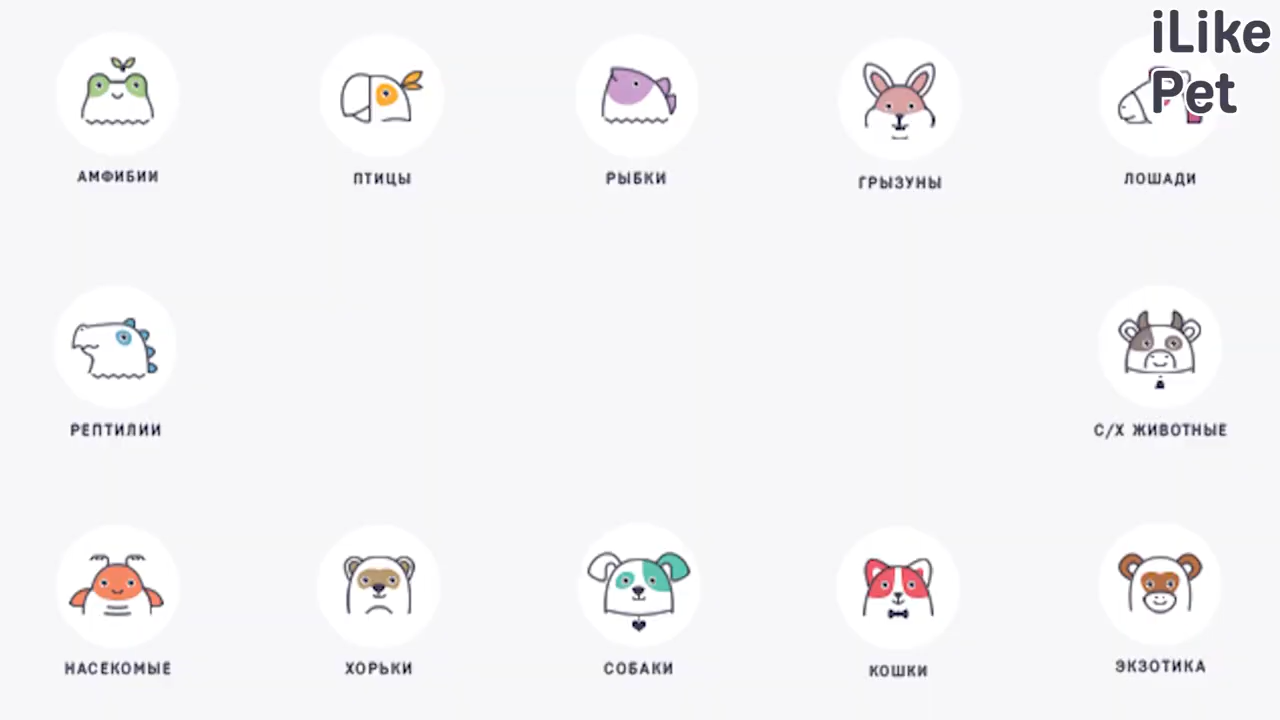 iLike
Pet
АМФИБИИ
ПТИЦЫ
РЫБКИ
ГРЫЗУНЫ
ЛОШАДИ
РЕПТИЛИИ
С/Х ЖИВОТНЫЕ
НАСЕКОМЫЕ
ХОРЬКИ
СОБАКИ
КОШКИ
ЭКЗОТИКА